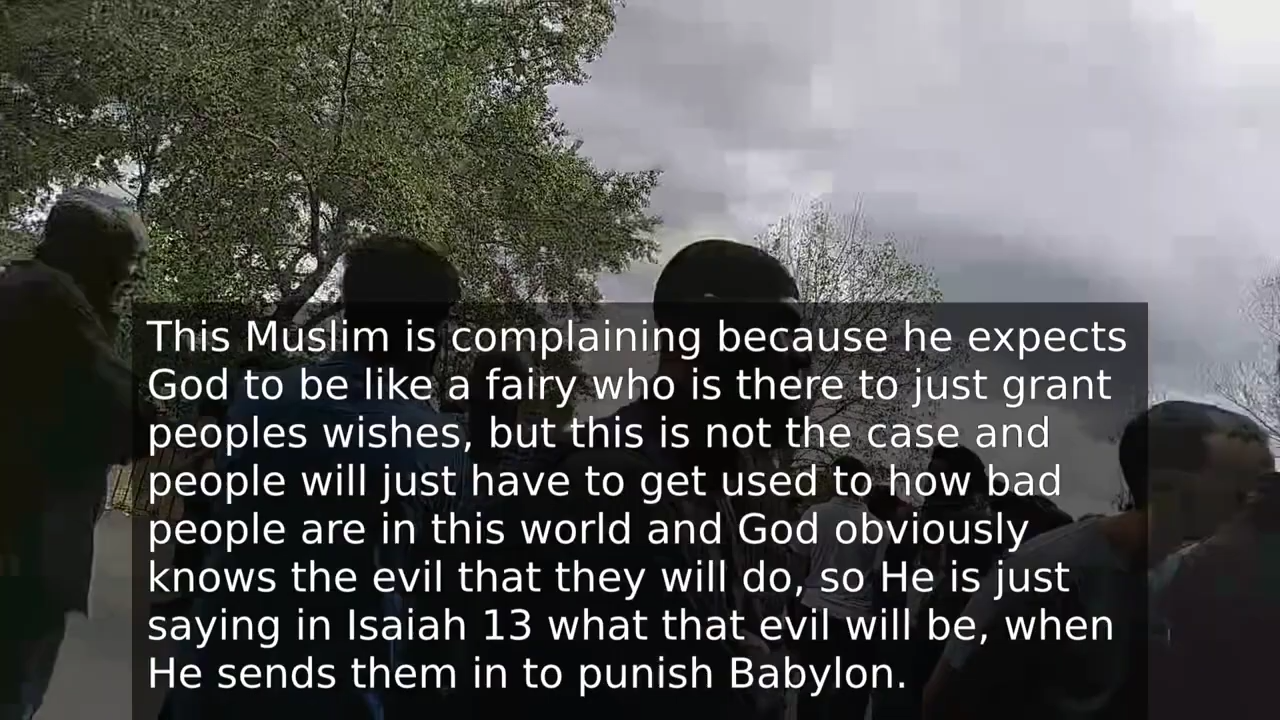 This Muslim is complaining because he expects
God to be like a fairy who is there to just grant
peoples wishes, but this is not the case and
people will just have to get used to how bad
people are in this world and God obviously
knows the evil that they will do, so He is just
saying in Isaiah 13 what that evil will be, when
He sends them in to punish Babylon.